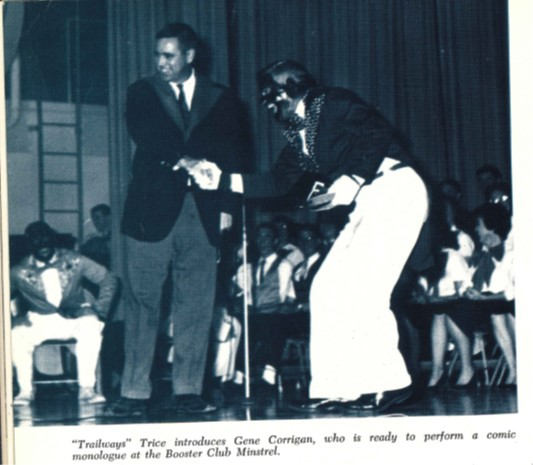 "Trailways" Trice introduces Gene Corrigan, who is ready to perform a comic
monologue at the Booster Club Minstrel.